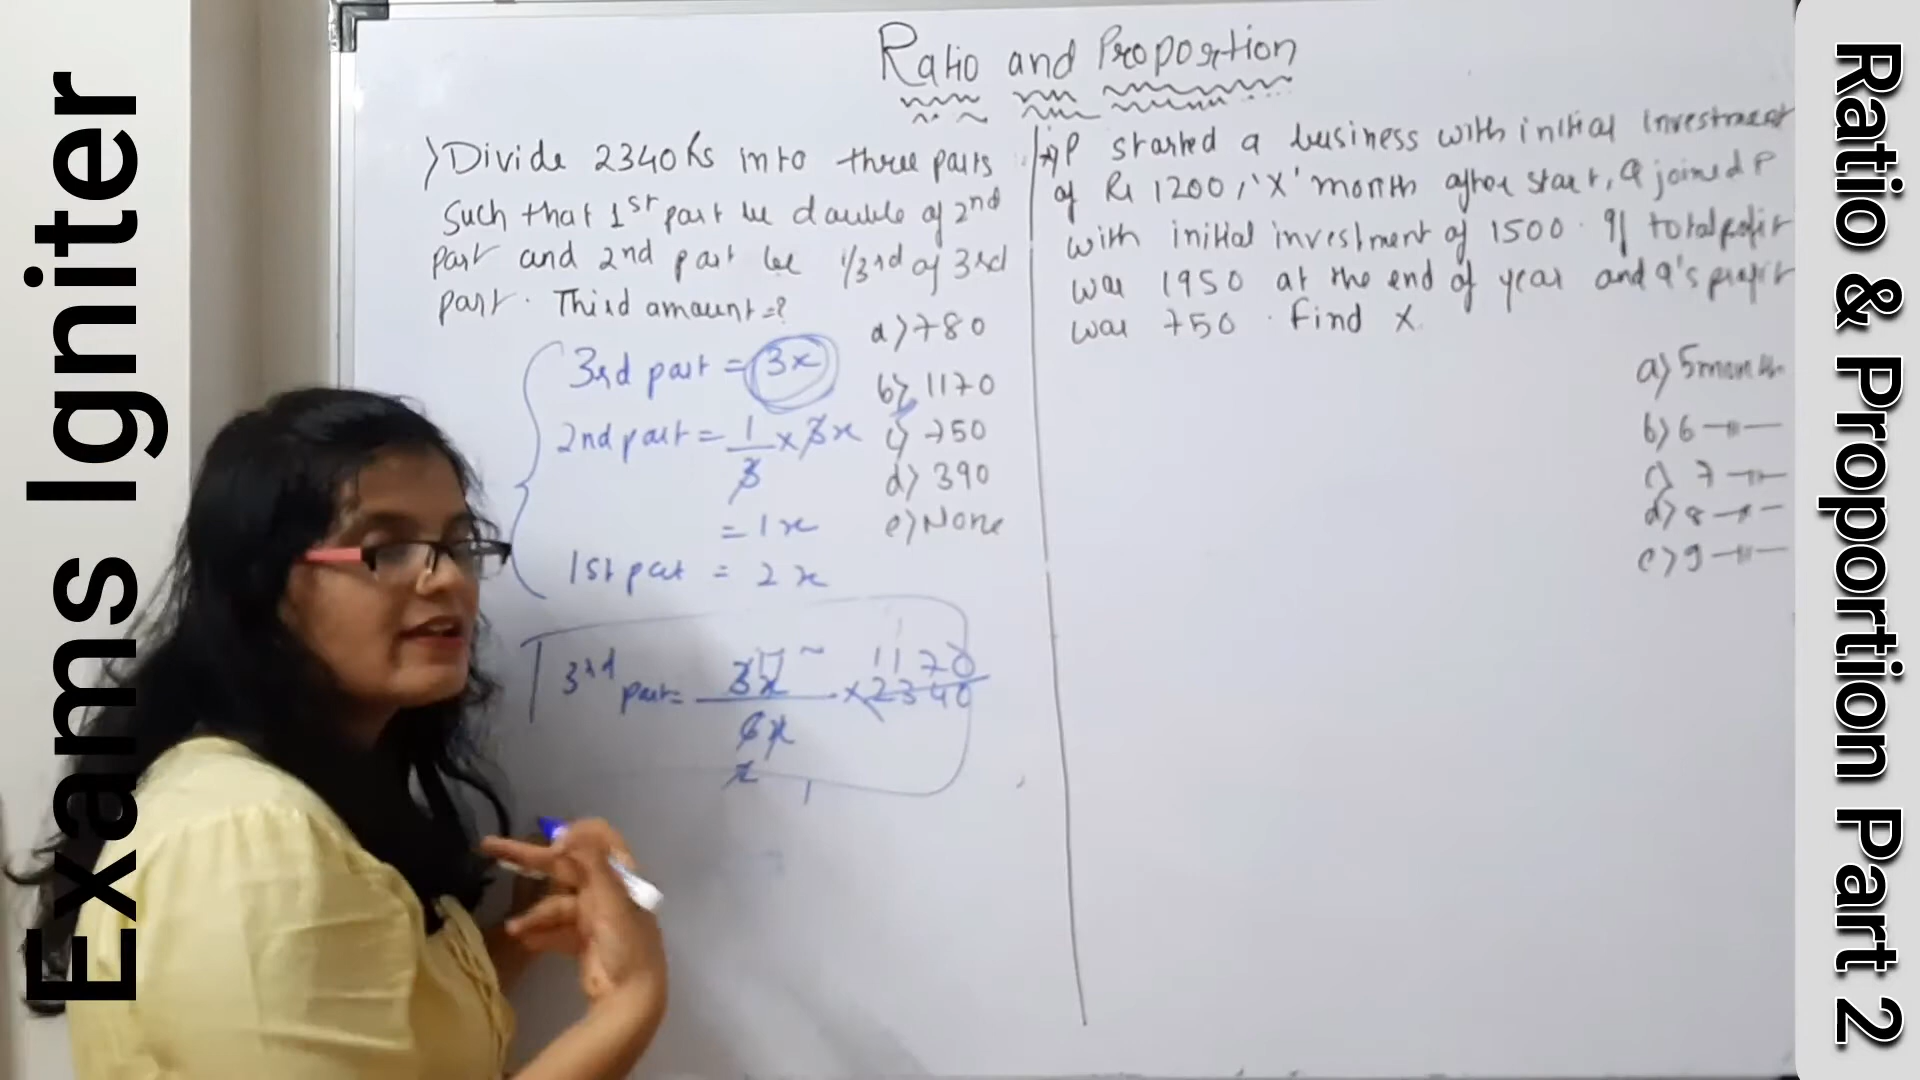 Exams Igniter
Ratio and Proportion
Divide 2340 Rs into three parts
Such that 1st part be double of 2nd
part and 2nd part be 1/3rd of 3rd
part. Third amount=?
a) 780
b) 1170
c) 750
d) 390
e) None
3rd part = 3x
2nd part = 1/3 x 3x
= 1x
1st part = 2x
3rd part = 3x/6x x 2340
1170
P started a business with initial investment
of Rs 1200, 'X' month after start, Q joined P
with initial investment of 1500. If total profit
was 1950 at the end of year and Q's profit
was 750. Find X
a) 5 month
b) 6 —"—
c) 7 —"—
d) 8 —"—
e) 9 —"—
Ratio & Proportion Part 2